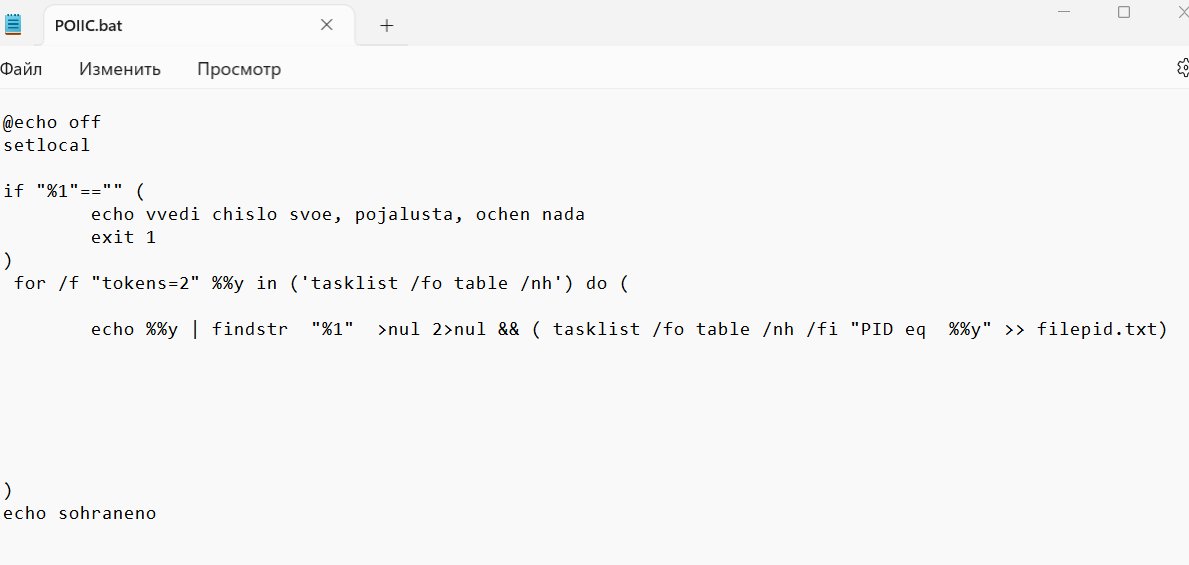 POIIC.bat
Файл Изменить Просмотр
@echo off
setlocal
if "%1"=="" (
echo vvedi chislo svoe, pojalusta, ochen nada
exit 1
)
for /f "tokens=2" %%y in ('tasklist /fo table /nh') do (
echo %%y | findstr  "%1"  >nul 2>nul && ( tasklist /fo table /nh /fi "PID eq  %%y" >> filepid.txt)
)
echo sohraneno